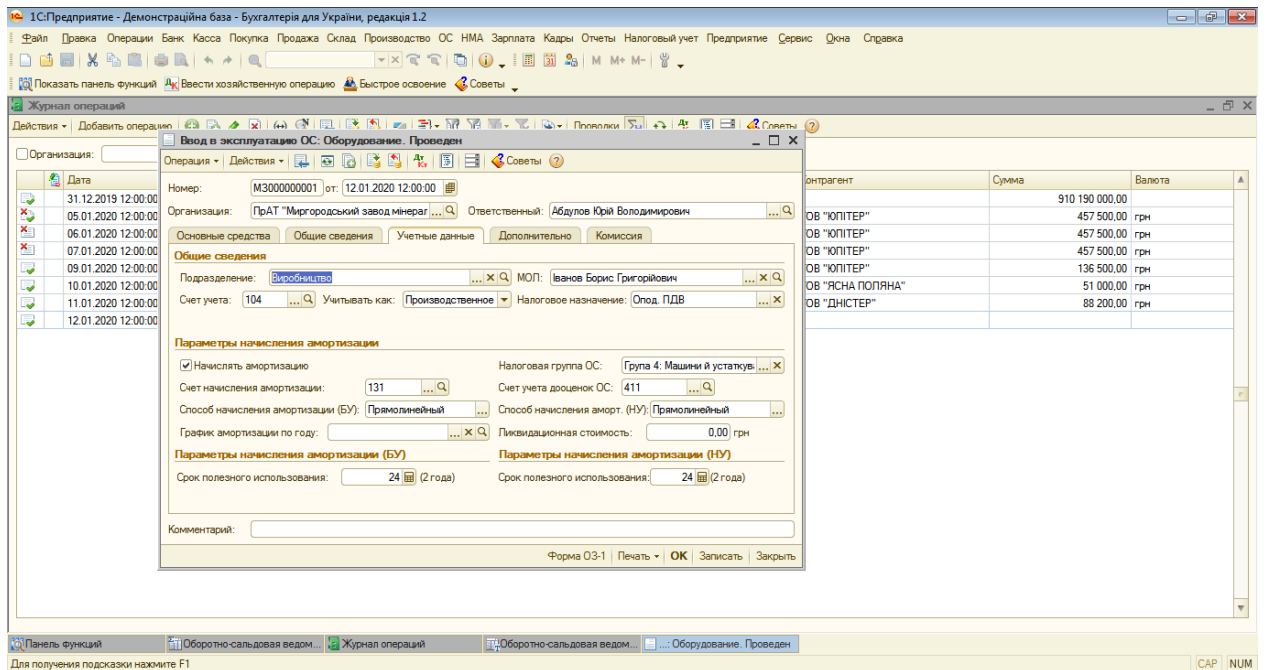 1С:Предприятие - Демонстраційна база - Бухгалтерія для України, редакція 1.2
Файл Правка Операции Банк Касса Покупка Продажа Склад Производство ОС НМА Зарплата Кадры Отчеты Налоговый учет Предприятие Сервис Окна Справка
M M+ M-
Показать панель функций Ввести хозяйственную операцию Быстрое освоение Советы
Журнал операций
Действия Добавить операцию Проводки Советы
Организация:
Дата Контрагент Сумма Валюта
31.12.2019 12:00:00 910 190 000,00
05.01.2020 12:00:00 ОВ "ЮПІТЕР" 457 500,00 грн
06.01.2020 12:00:00 ОВ "ЮПІТЕР" 457 500,00 грн
07.01.2020 12:00:00 ОВ "ЮПІТЕР" 457 500,00 грн
09.01.2020 12:00:00 ОВ "ЮПІТЕР" 136 500,00 грн
10.01.2020 12:00:00 ОВ "ЯСНА ПОЛЯНА" 51 000,00 грн
11.01.2020 12:00:00 ОВ "ДНІСТЕР" 88 200,00 грн
12.01.2020 12:00:00
Ввод в эксплуатацию ОС: Оборудование. Проведен
Операция Действия Советы
Номер: М3000000001 от: 12.01.2020 12:00:00
Организация: ПрАТ "Миргородський завод мінерал ... Ответственный: Абдулов Юрій Володимирович ...
Основные средства Общие сведения Учетные данные Дополнительно Комиссия
Общие сведения
Подразделение: Виробництво ... МОЛ: Іванов Борис Григорійович ...
Счет учета: 104 ... Учитывать как: Производственное Налоговое назначение: Опод. ПДВ ...
Параметры начисления амортизации
Начислять амортизацию Налоговая группа ОС: Група 4: Машини й устаткув ...
Счет начисления амортизации: 131 ... Счет учета дооценок ОС: 411 ...
Способ начисления амортизации (БУ): Прямолинейный ... Способ начисления аморт. (НУ): Прямолинейный ...
График амортизации по году: ... Ликвидационная стоимость: 0,00 грн
Параметры начисления амортизации (БУ) Параметры начисления амортизации (НУ)
Срок полезного использования: 24 (2 года) Срок полезного использования: 24 (2 года)
Комментарий:
Форма ОЗ-1 Печать OK Записать Закрыть
Панель функций Оборотно-сальдовая ведом... Журнал операций Оборотно-сальдовая ведом... ...: Оборудование. Проведен
Для получения подсказки нажмите F1 CAP NUM